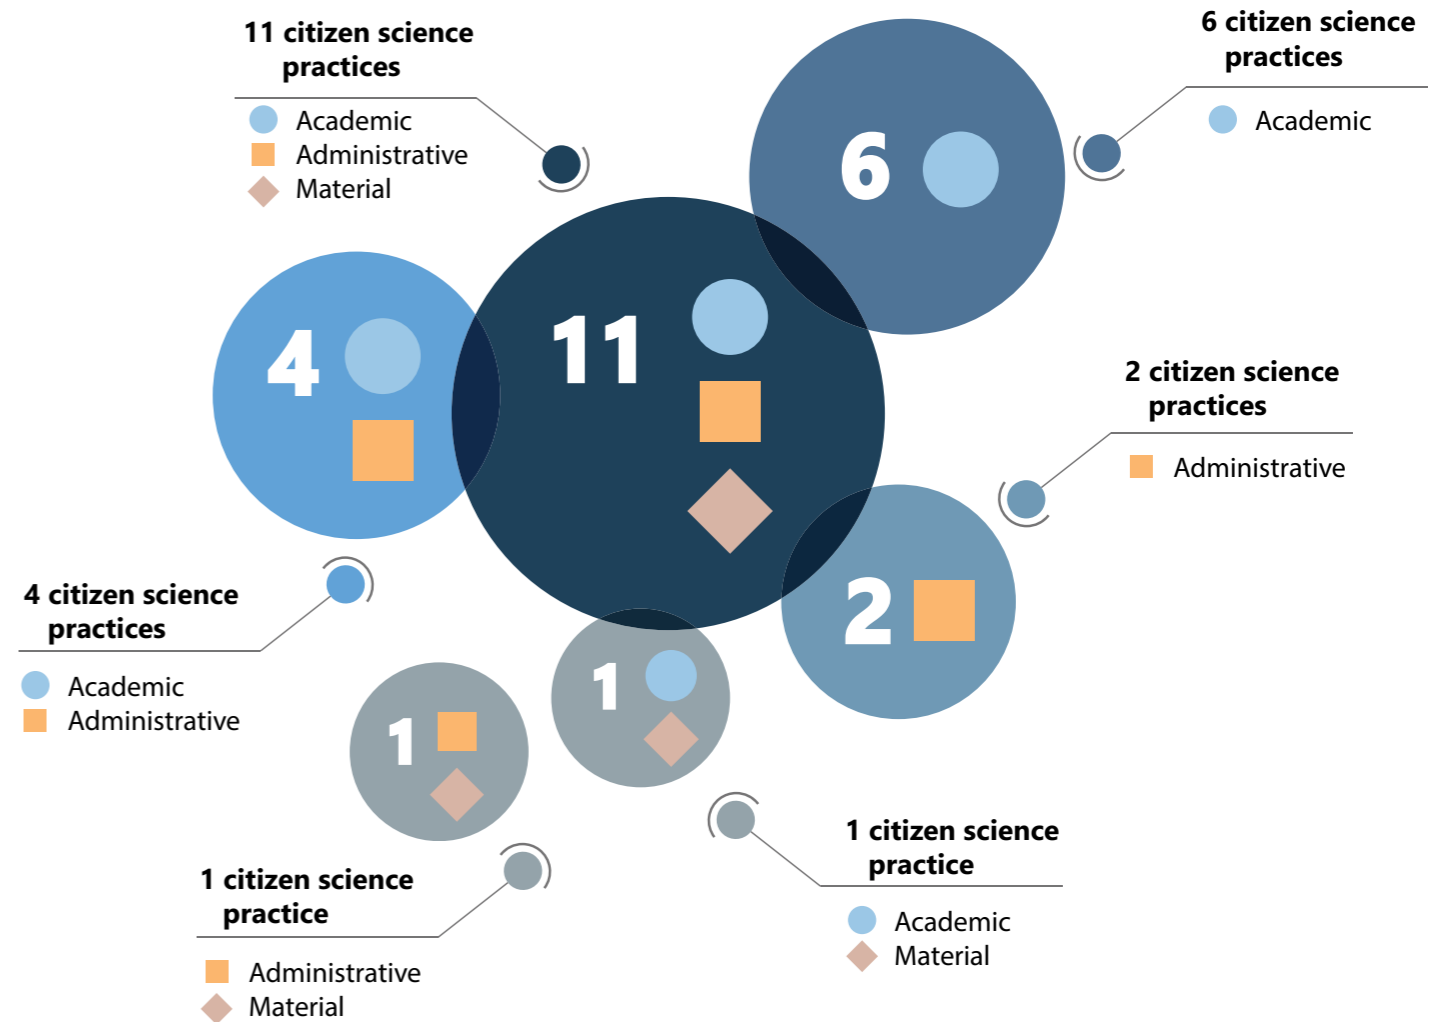 11 citizen science
practices
Academic
Administrative
Material
6 citizen science
practices
Academic
6
4
11
2 citizen science
practices
Administrative
2
4 citizen science
practices
Academic
Administrative
1
1
1 citizen science
practice
Academic
Material
1 citizen science
practice
Administrative
Material